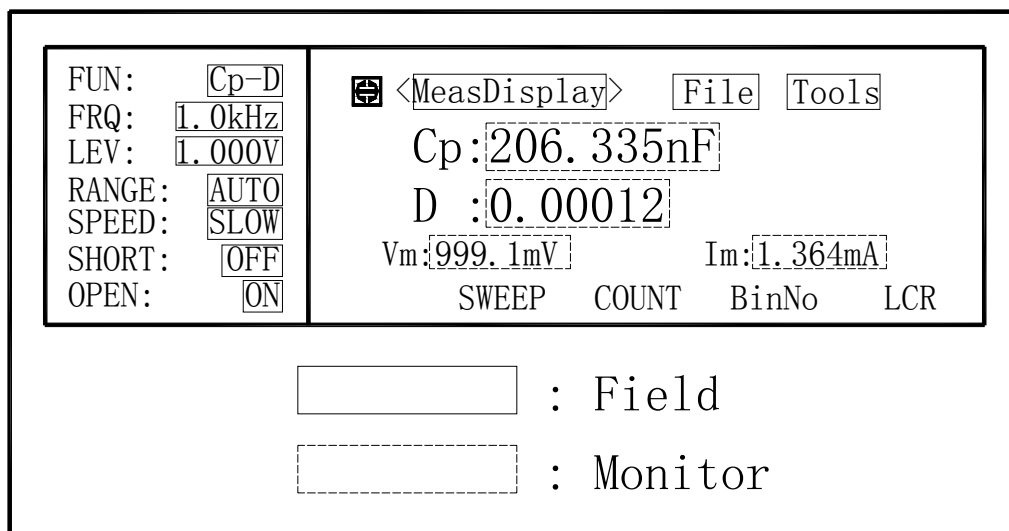 FUN: Cp-D
FRQ: 1.0kHz
LEV: 1.000V
RANGE: AUTO
SPEED: SLOW
SHORT: OFF
OPEN: ON
<MeasDisplay> File Tools
Cp:206.335nF
D :0.00012
Vm:999.1mV Im:1.364mA
SWEEP COUNT BinNo LCR
: Field
: Monitor